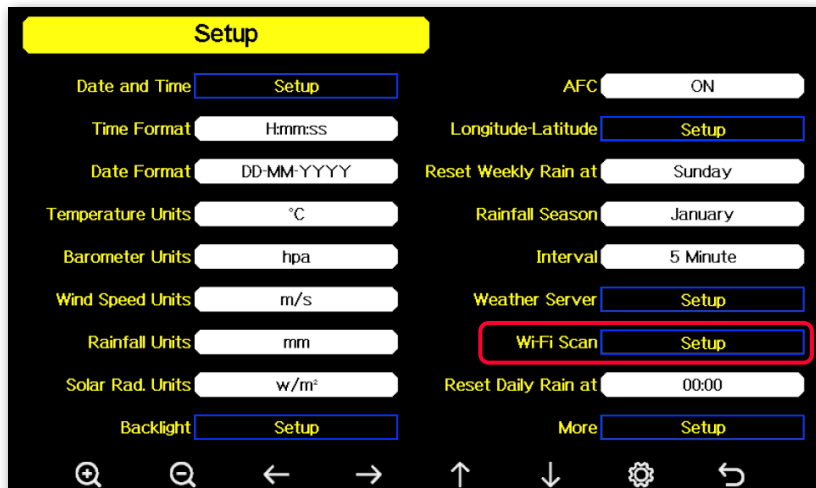 Setup
Date and Time Setup
Time Format H:mm:ss
Date Format DD-MM-YYYY
Temperature Units °C
Barometer Units hpa
Wind Speed Units m/s
Rainfall Units mm
Solar Rad. Units w/m²
Backlight Setup
AFC ON
Longitude-Latitude Setup
Reset Weekly Rain at Sunday
Rainfall Season January
Interval 5 Minute
Weather Server Setup
Wi-Fi Scan Setup
Reset Daily Rain at 00:00
More Setup